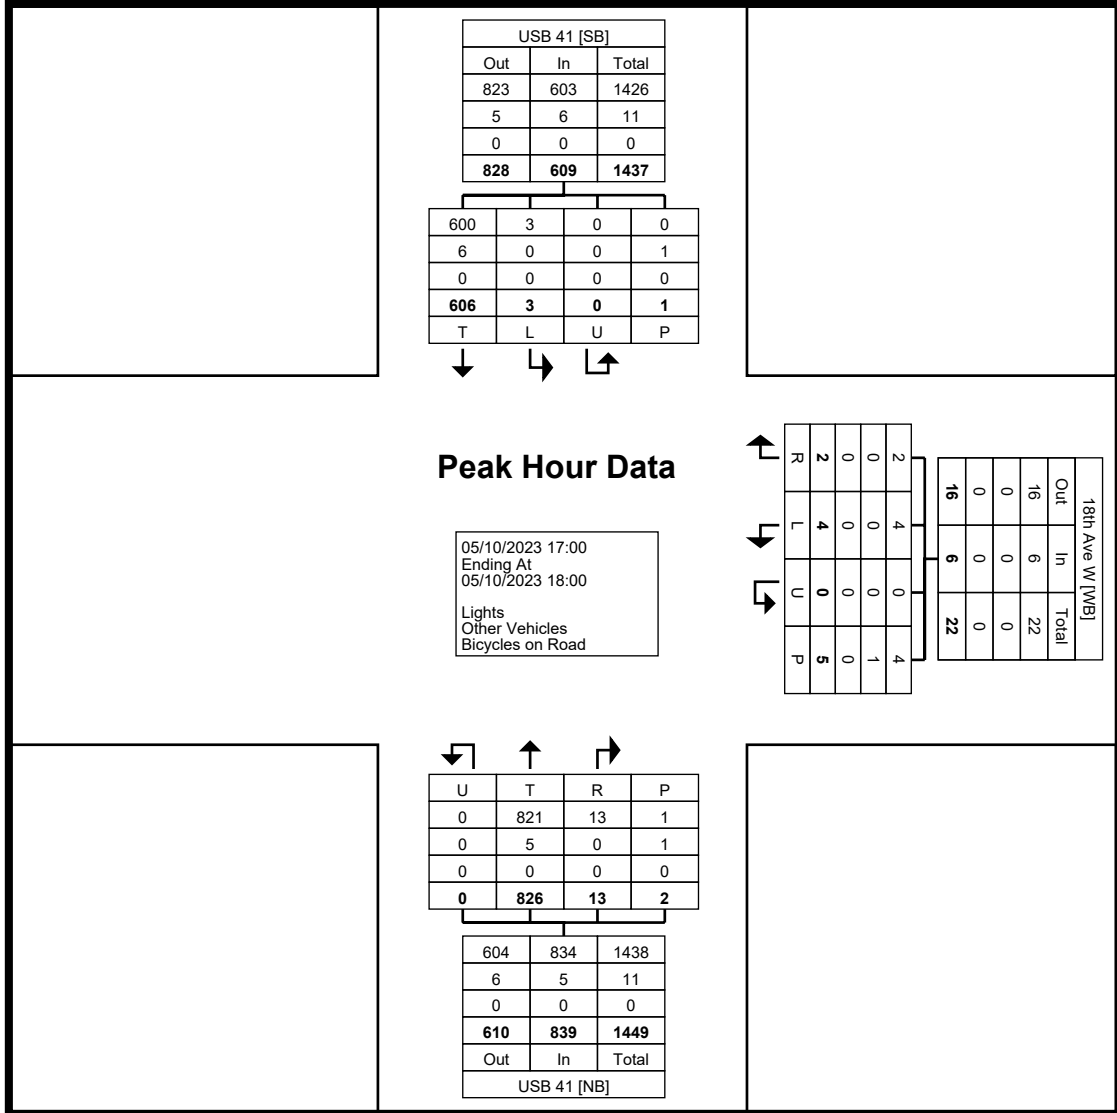 USB 41 [SB]
Out In Total
823 603 1426
5 6 11
0 0 0
828 609 1437
600 3 0 0
6 0 0 1
0 0 0 0
606 3 0 1
T L U P
Peak Hour Data
05/10/2023 17:00
Ending At
05/10/2023 18:00
Lights
Other Vehicles
Bicycles on Road
18th Ave W [WB]
Out In Total
16 6 22
0 0 0
0 0 0
16 6 22
2 4 0 4
0 0 0 1
0 0 0 0
2 4 0 5
R L U P
U T R P
0 821 13 1
0 5 0 1
0 0 0 0
0 826 13 2
604 834 1438
6 5 11
0 0 0
610 839 1449
Out In Total
USB 41 [NB]